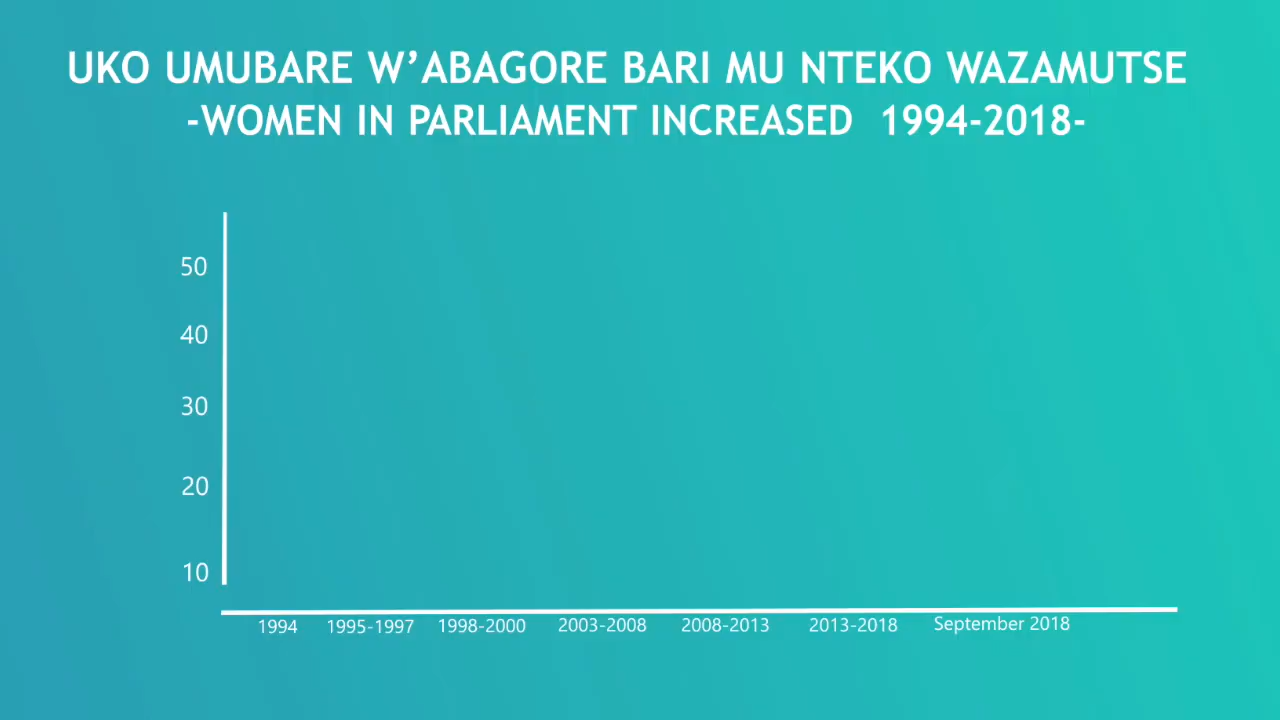 UKO UMUBARE W’ABAGORE BARI MU NTEKO WAZAMUTSE
-WOMEN IN PARLIAMENT INCREASED 1994-2018-
50
40
30
20
10
1994 1995-1997 1998-2000 2003-2008 2008-2013 2013-2018 September 2018